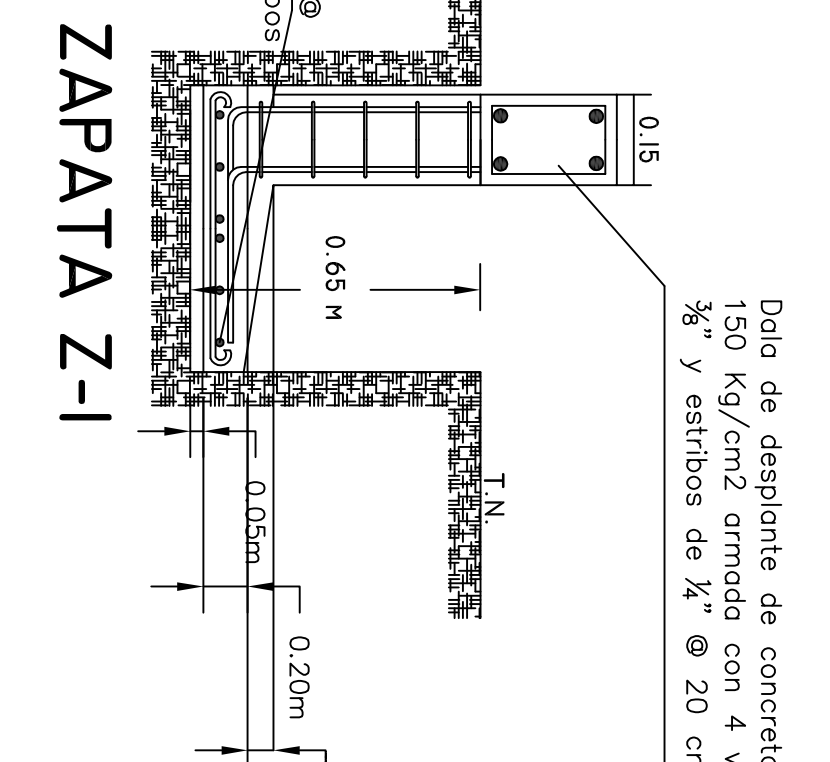 Dala de desplante de concreto
150 Kg/cm2 armada con 4
3/8" y estribos de 1/4" @ 20
0.15
T.N.
0.65 M
@
0.20m
0.05m
ZAPATA Z-1